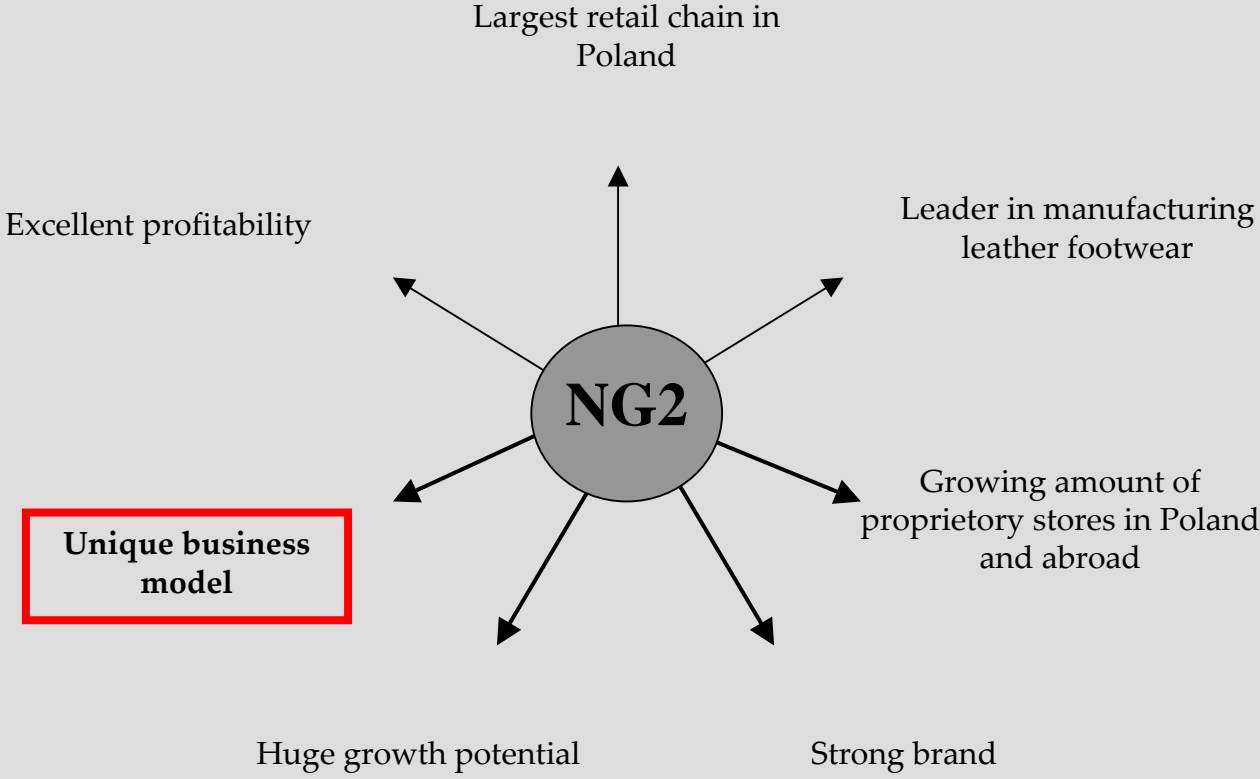 Largest retail chain in
Poland
Excellent profitability
Leader in manufacturing
leather footwear
NG2
Growing amount of
proprietory stores in Poland
and abroad
Unique business
model
Huge growth potential
Strong brand